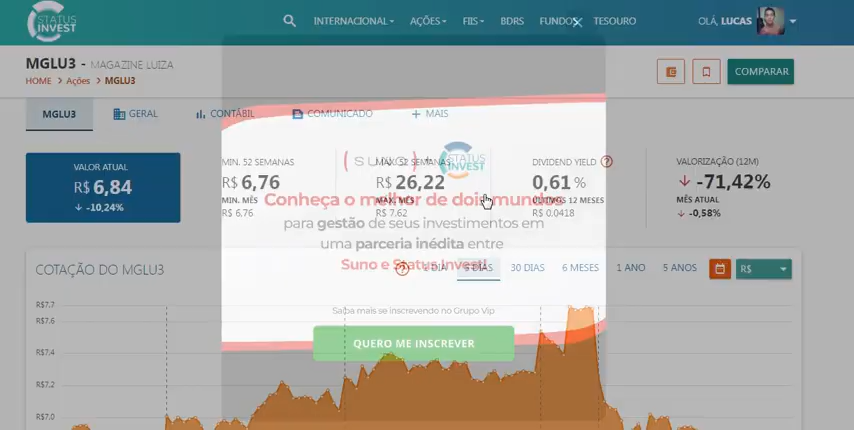 STATUS
INVEST
INTERNACIONAL
AÇÕES
FIIS
BDRS
FUNDOS
TESOURO
OLÁ, LUCAS
MGLU3 - MAGAZINE LUIZA
HOME > Ações > MGLU3
COMPARAR
MGLU3
GERAL
CONTÁBIL
COMUNICADO
+ MAIS
VALOR ATUAL
R$ 6,84
-10,24%
MIN. 52 SEMANAS
R$ 6,76
MIN. MÊS
R$ 6.76
MÁX. 52 SEMANAS
R$ 26,22
MÁX. MÊS
R$ 7.62
DIVIDEND YIELD
0,61 %
ÚLTIMOS 12 MESES
R$ 0.0418
VALORIZAÇÃO (12M)
-71,42%
MÊS ATUAL
-0,58%
SUNO + STATUS
INVEST
Conheça o melhor de dois mundos
para gestão de seus investimentos em
uma parceria inédita entre
Suno e Status Invest!
Saiba mais se inscrevendo no Grupo Vip
QUERO ME INSCREVER
COTAÇÃO DO MGLU3
1 DIA
5 DIAS
30 DIAS
6 MESES
1 ANO
5 ANOS
R$
R$7.7
R$7.6
R$7.4
R$7.2
R$7.0